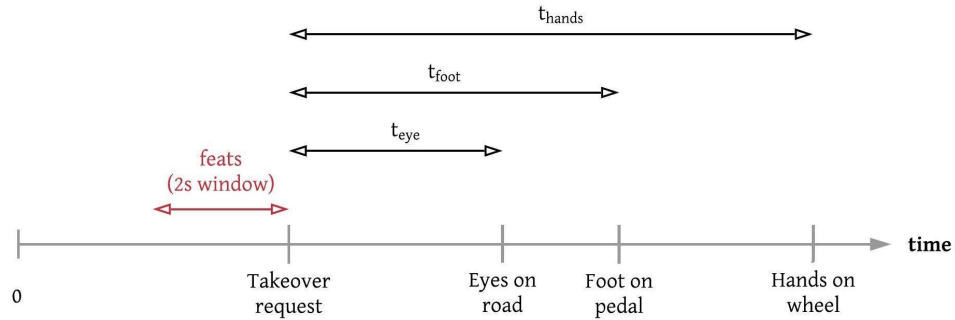 t_hands
t_foot
t_eye
feats
(2s window)
time
0
Takeover
request
Eyes on
road
Foot on
pedal
Hands on
wheel